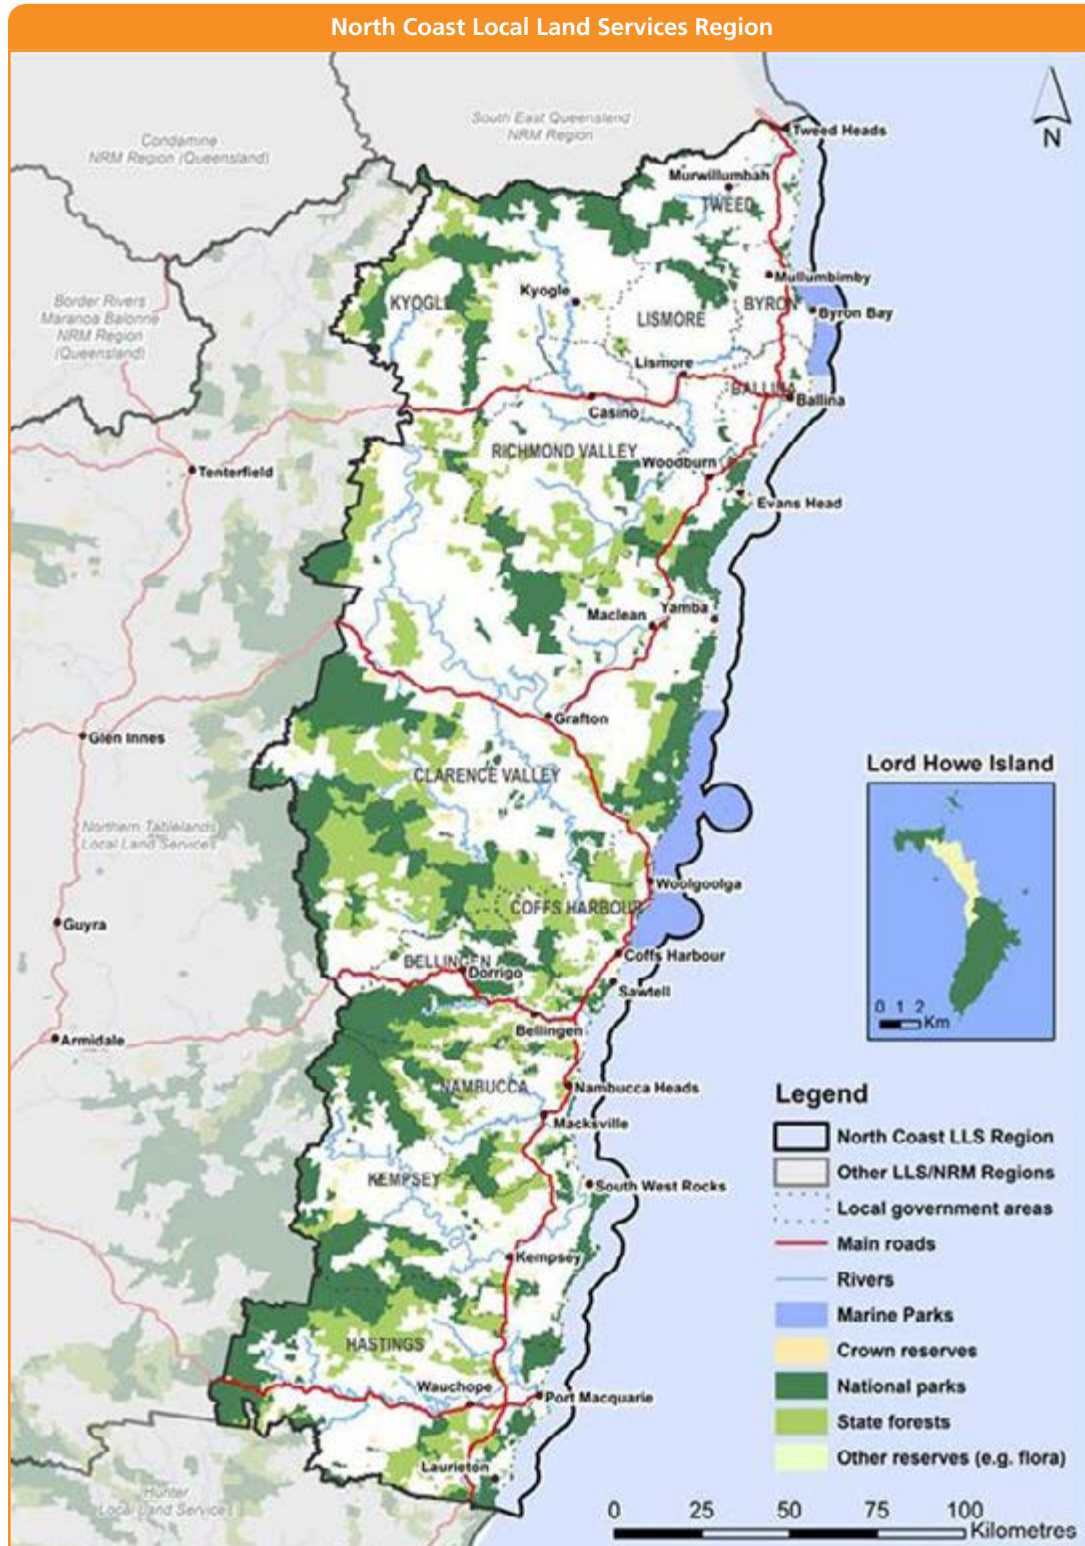 North Coast Local Land Services Region
South East Queensland
NRM Region
Condamine
NRM Region (Queensland)
N
Tweed Heads
Murwillumbah
TWEED
Border Rivers
Maranoa Balonne
NRM Region
(Queensland)
Mullumbimby
KYOGLE
Kyogle
BYRON
Byron Bay
LISMORE
Lismore
BALLINA
Ballina
Casino
RICHMOND VALLEY
Woodburn
Tenterfield
Evans Head
Maclean
Yamba
Grafton
Glen Innes
CLARENCE VALLEY
Lord Howe Island
Northern Tablelands
Local Land Services
Woolgoolga
COFFS HARBOUR
Guyra
BELLINGEN
Dorrigo
Coffs Harbour
Sawtell
0 1 2
Km
Bellingen
Armidale
NAMBUCCA
Nambucca Heads
Macksville
KEMPSEY
South West Rocks
Kempsey
HASTINGS
Wauchope
Port Macquarie
Laurieton
Hunter
Local Land Services
Legend
North Coast LLS Region
Other LLS/NRM Regions
Local government areas
Main roads
Rivers
Marine Parks
Crown reserves
National parks
State forests
Other reserves (e.g. flora)
0 25 50 75 100
Kilometres